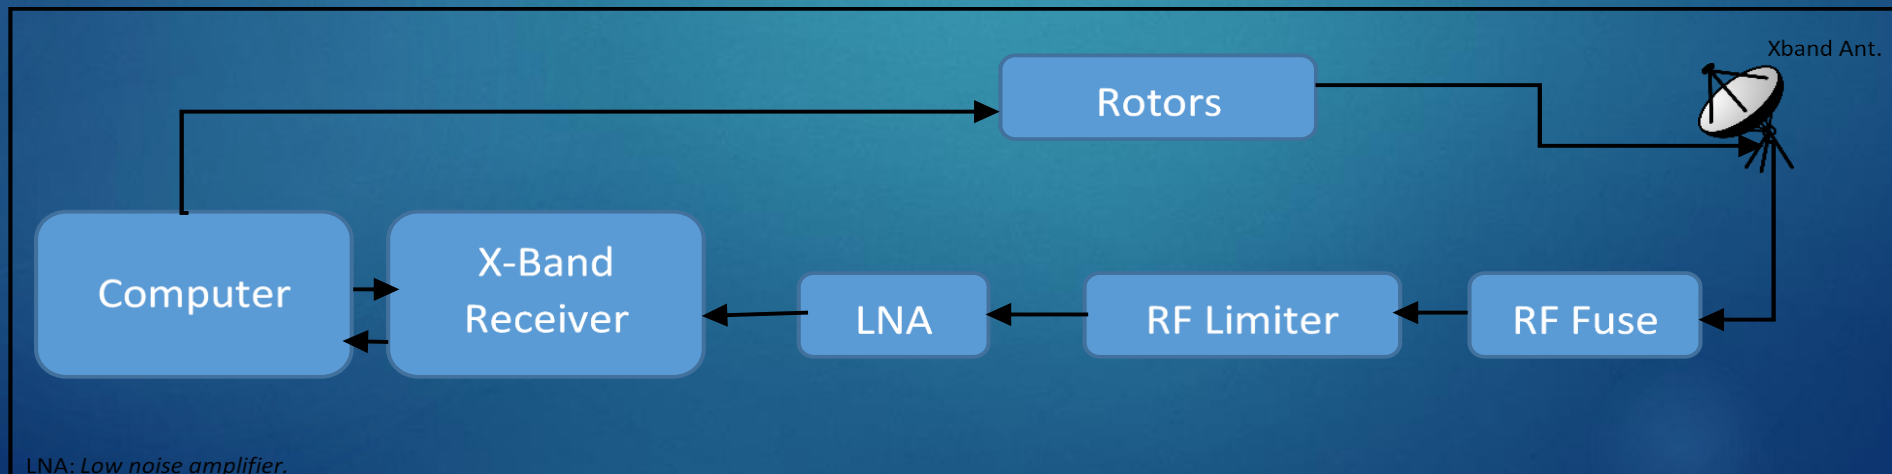 Xband Ant.
Rotors
Computer
X-Band
Receiver
LNA
RF Limiter
RF Fuse
LNA: Low noise amplifier.